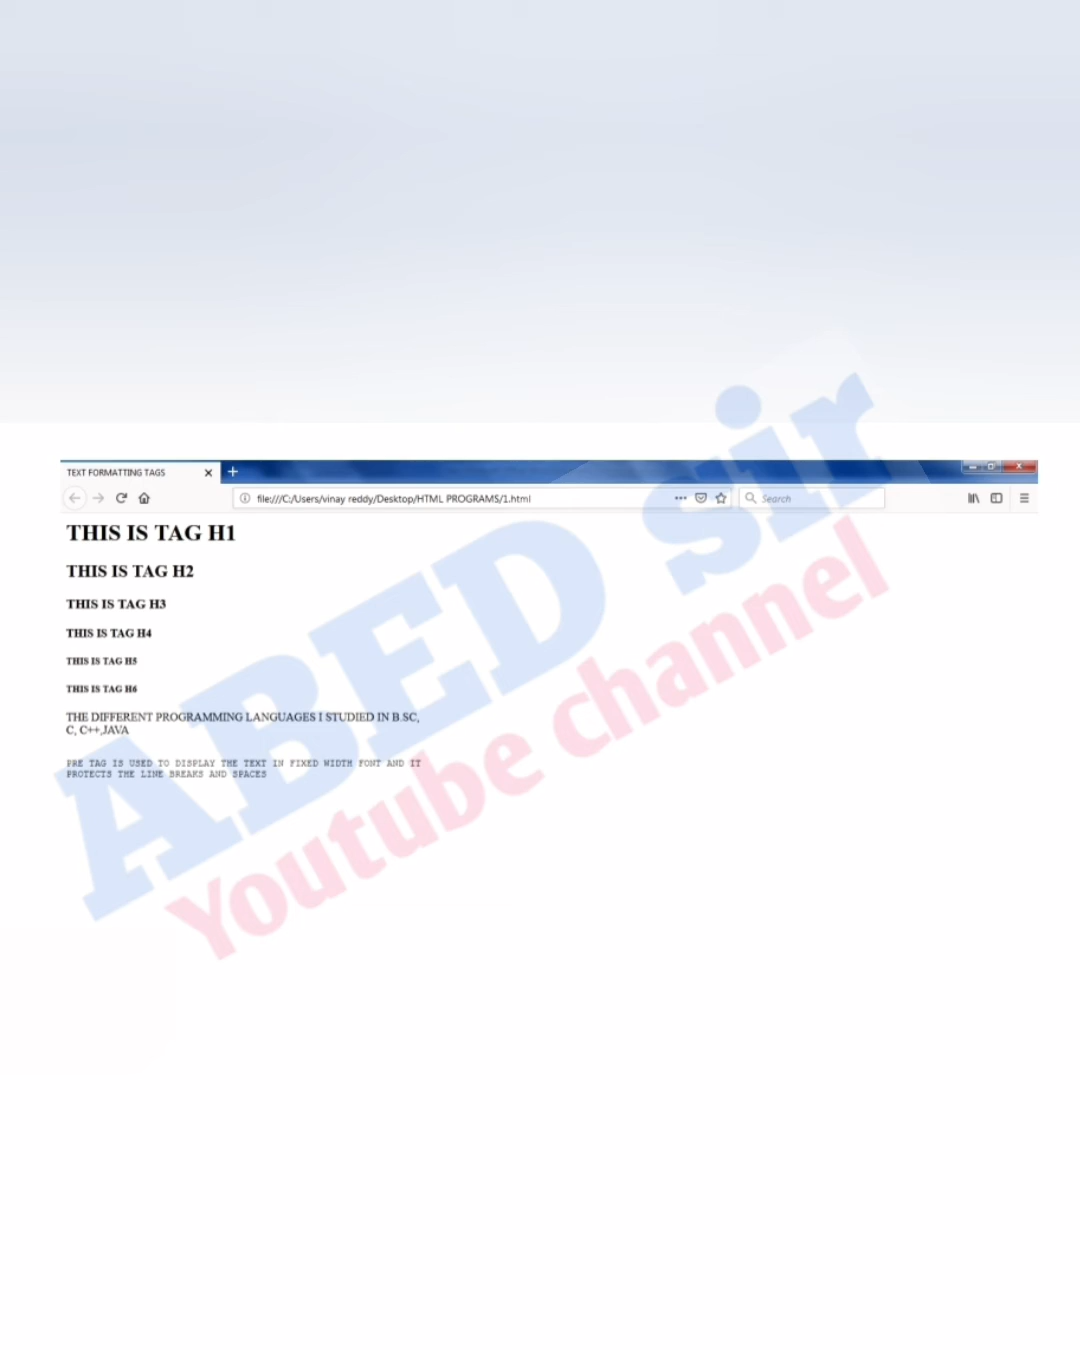 TEXT FORMATTING TAGS
file:///C:/Users/vinay reddy/Desktop/HTML PROGRAMS/1.html
Search
THIS IS TAG H1
THIS IS TAG H2
THIS IS TAG H3
THIS IS TAG H4
THIS IS TAG H5
THIS IS TAG H6
THE DIFFERENT PROGRAMMING LANGUAGES I STUDIED IN B.SC,
C, C++,JAVA
PRE TAG IS USED TO DISPLAY THE TEXT IN FIXED WIDTH FONT AND IT
PROTECTS THE LINE BREAKS AND SPACES
ABED sir
Youtube channel